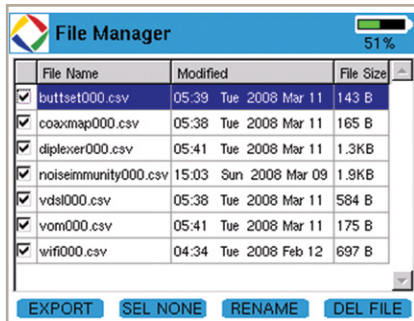 File Manager
51%
File Name Modified File Size
buttset000.csv 05:39 Tue 2008 Mar 11 143 B
coaxmap000.csv 05:38 Tue 2008 Mar 11 165 B
diplexer000.csv 05:41 Tue 2008 Mar 11 1.3KB
noiseimmunity000.csv 15:03 Sun 2008 Mar 09 1.9KB
vdsl000.csv 05:38 Tue 2008 Mar 11 584 B
vom000.csv 05:41 Tue 2008 Mar 11 175 B
wifi000.csv 04:34 Tue 2008 Feb 12 697 B
EXPORT SEL NONE RENAME DEL FILE